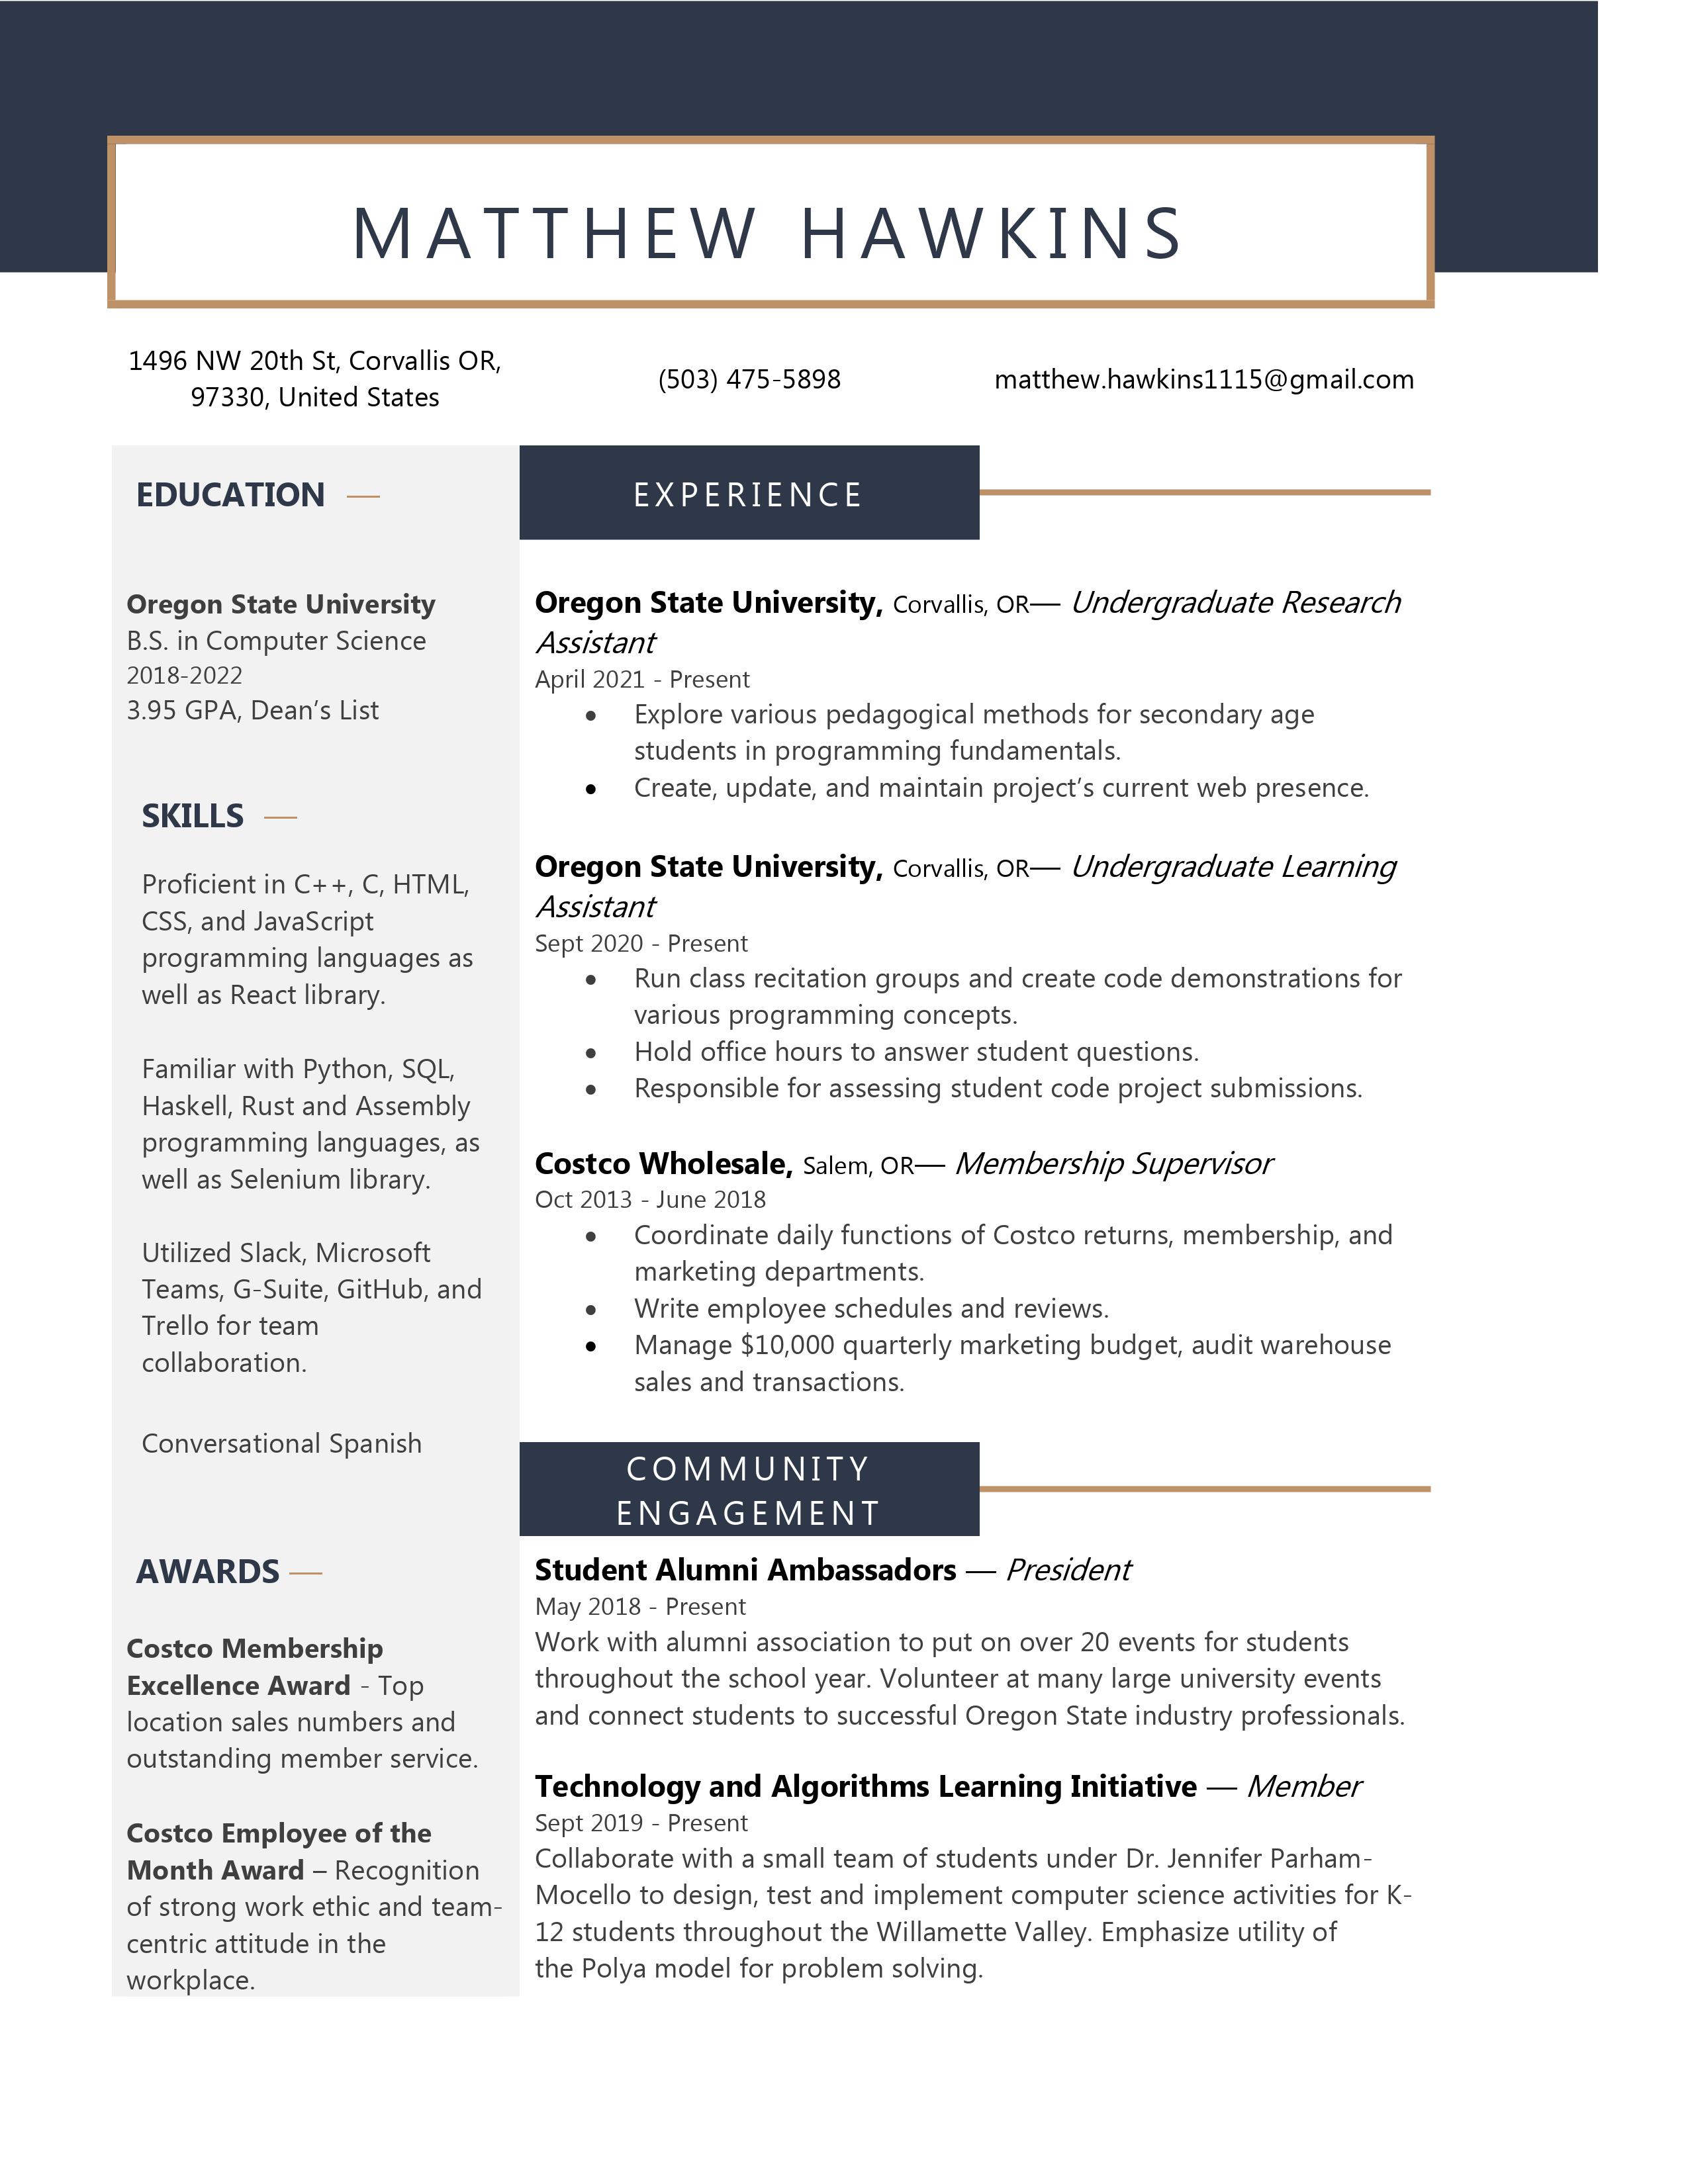 MATTHEW HAWKINS
1496 NW 20th St, Corvallis OR,
97330, United States
(503) 475-5898
matthew.hawkins1115@gmail.com
EDUCATION —
Oregon State University
B.S. in Computer Science
2018-2022
3.95 GPA, Dean’s List
SKILLS —
Proficient in C++, C, HTML,
CSS, and JavaScript
programming languages as
well as React library.
Familiar with Python, SQL,
Haskell, Rust and Assembly
programming languages, as
well as Selenium library.
Utilized Slack, Microsoft
Teams, G-Suite, GitHub, and
Trello for team
collaboration.
Conversational Spanish
AWARDS —
Costco Membership
Excellence Award - Top
location sales numbers and
outstanding member service.
Costco Employee of the
Month Award – Recognition
of strong work ethic and team-
centric attitude in the
workplace.
EXPERIENCE
Oregon State University, Corvallis, OR— Undergraduate Research
Assistant
April 2021 - Present
• Explore various pedagogical methods for secondary age
students in programming fundamentals.
• Create, update, and maintain project’s current web presence.
Oregon State University, Corvallis, OR— Undergraduate Learning
Assistant
Sept 2020 - Present
• Run class recitation groups and create code demonstrations for
various programming concepts.
• Hold office hours to answer student questions.
• Responsible for assessing student code project submissions.
Costco Wholesale, Salem, OR— Membership Supervisor
Oct 2013 - June 2018
• Coordinate daily functions of Costco returns, membership, and
marketing departments.
• Write employee schedules and reviews.
• Manage $10,000 quarterly marketing budget, audit warehouse
sales and transactions.
COMMUNITY
ENGAGEMENT
Student Alumni Ambassadors — President
May 2018 - Present
Work with alumni association to put on over 20 events for students
throughout the school year. Volunteer at many large university events
and connect students to successful Oregon State industry professionals.
Technology and Algorithms Learning Initiative — Member
Sept 2019 - Present
Collaborate with a small team of students under Dr. Jennifer Parham-
Mocello to design, test and implement computer science activities for K-
12 students throughout the Willamette Valley. Emphasize utility of
the Polya model for problem solving.